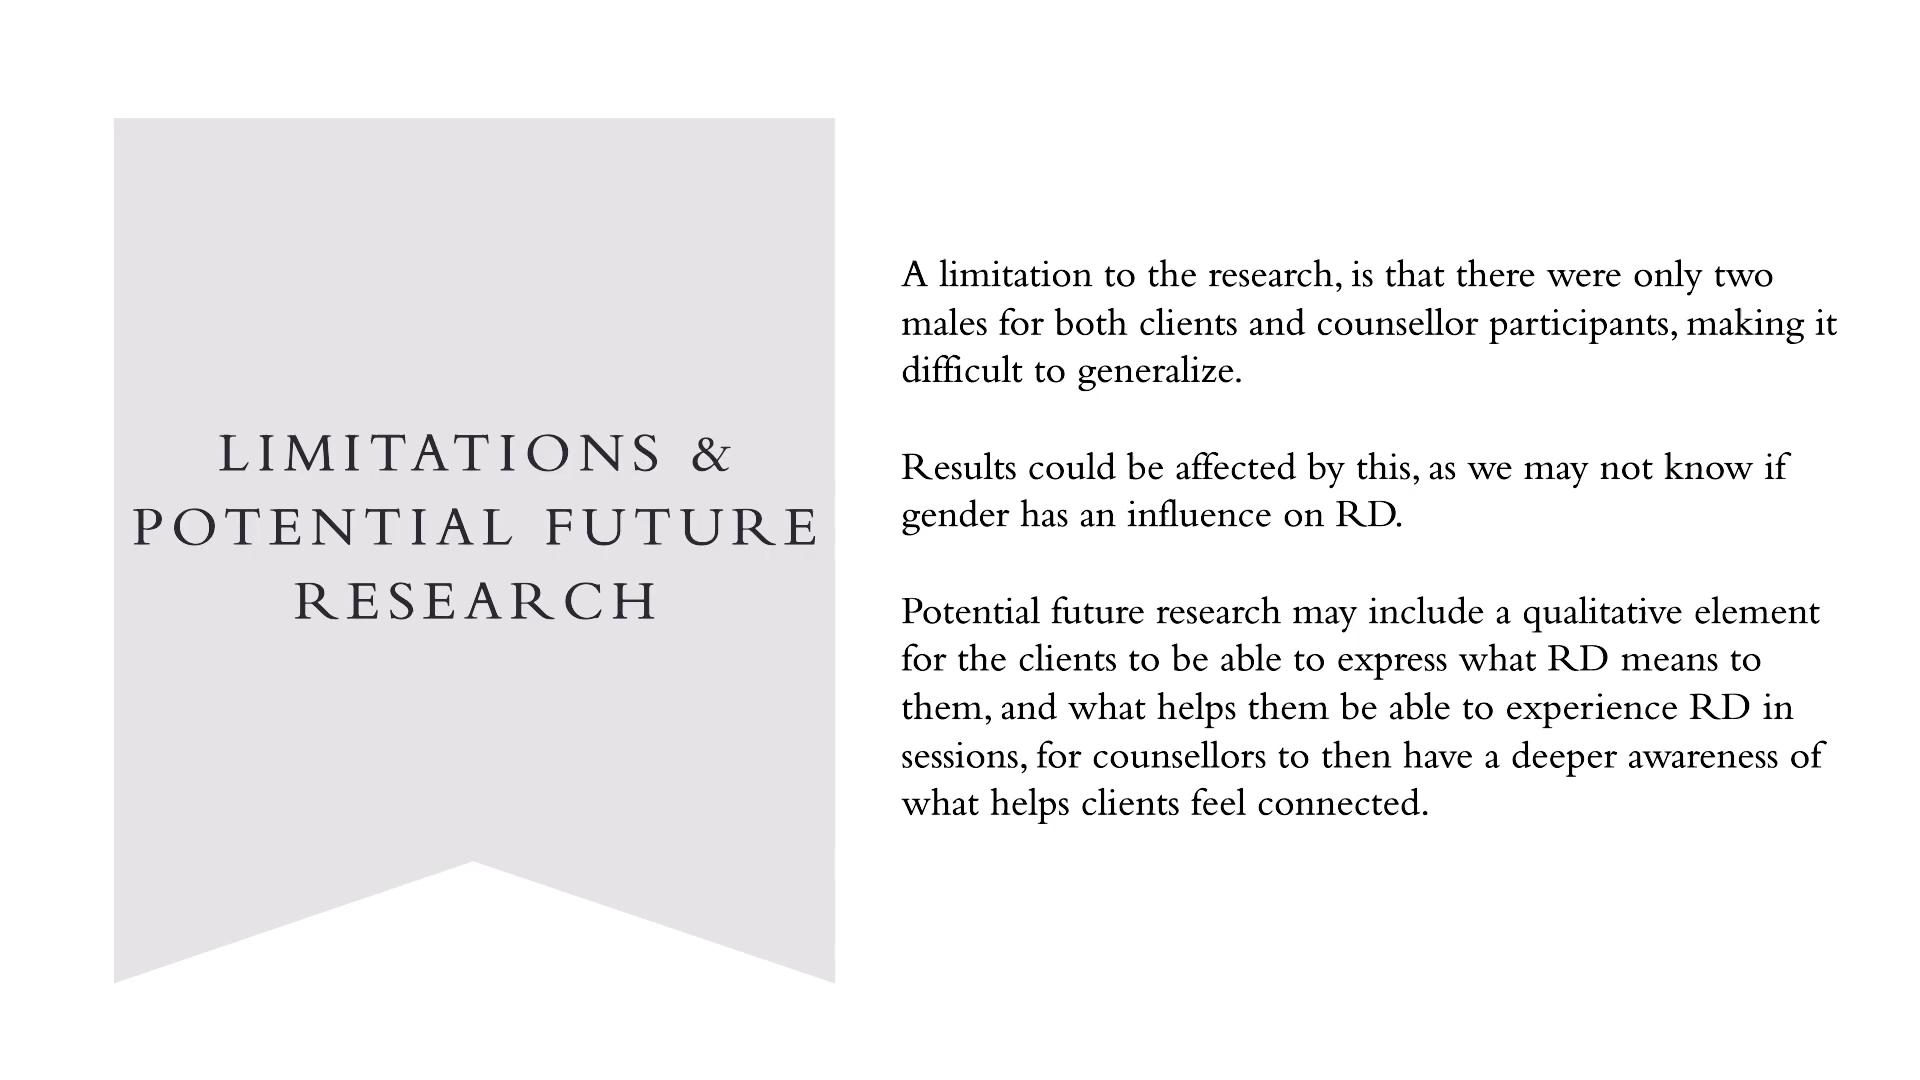 LIMITATIONS &
POTENTIAL FUTURE
RESEARCH
A limitation to the research, is that there were only two
males for both clients and counsellor participants, making it
difficult to generalize.
Results could be affected by this, as we may not know if
gender has an influence on RD.
Potential future research may include a qualitative element
for the clients to be able to express what RD means to
them, and what helps them be able to experience RD in
sessions, for counsellors to then have a deeper awareness of
what helps clients feel connected.